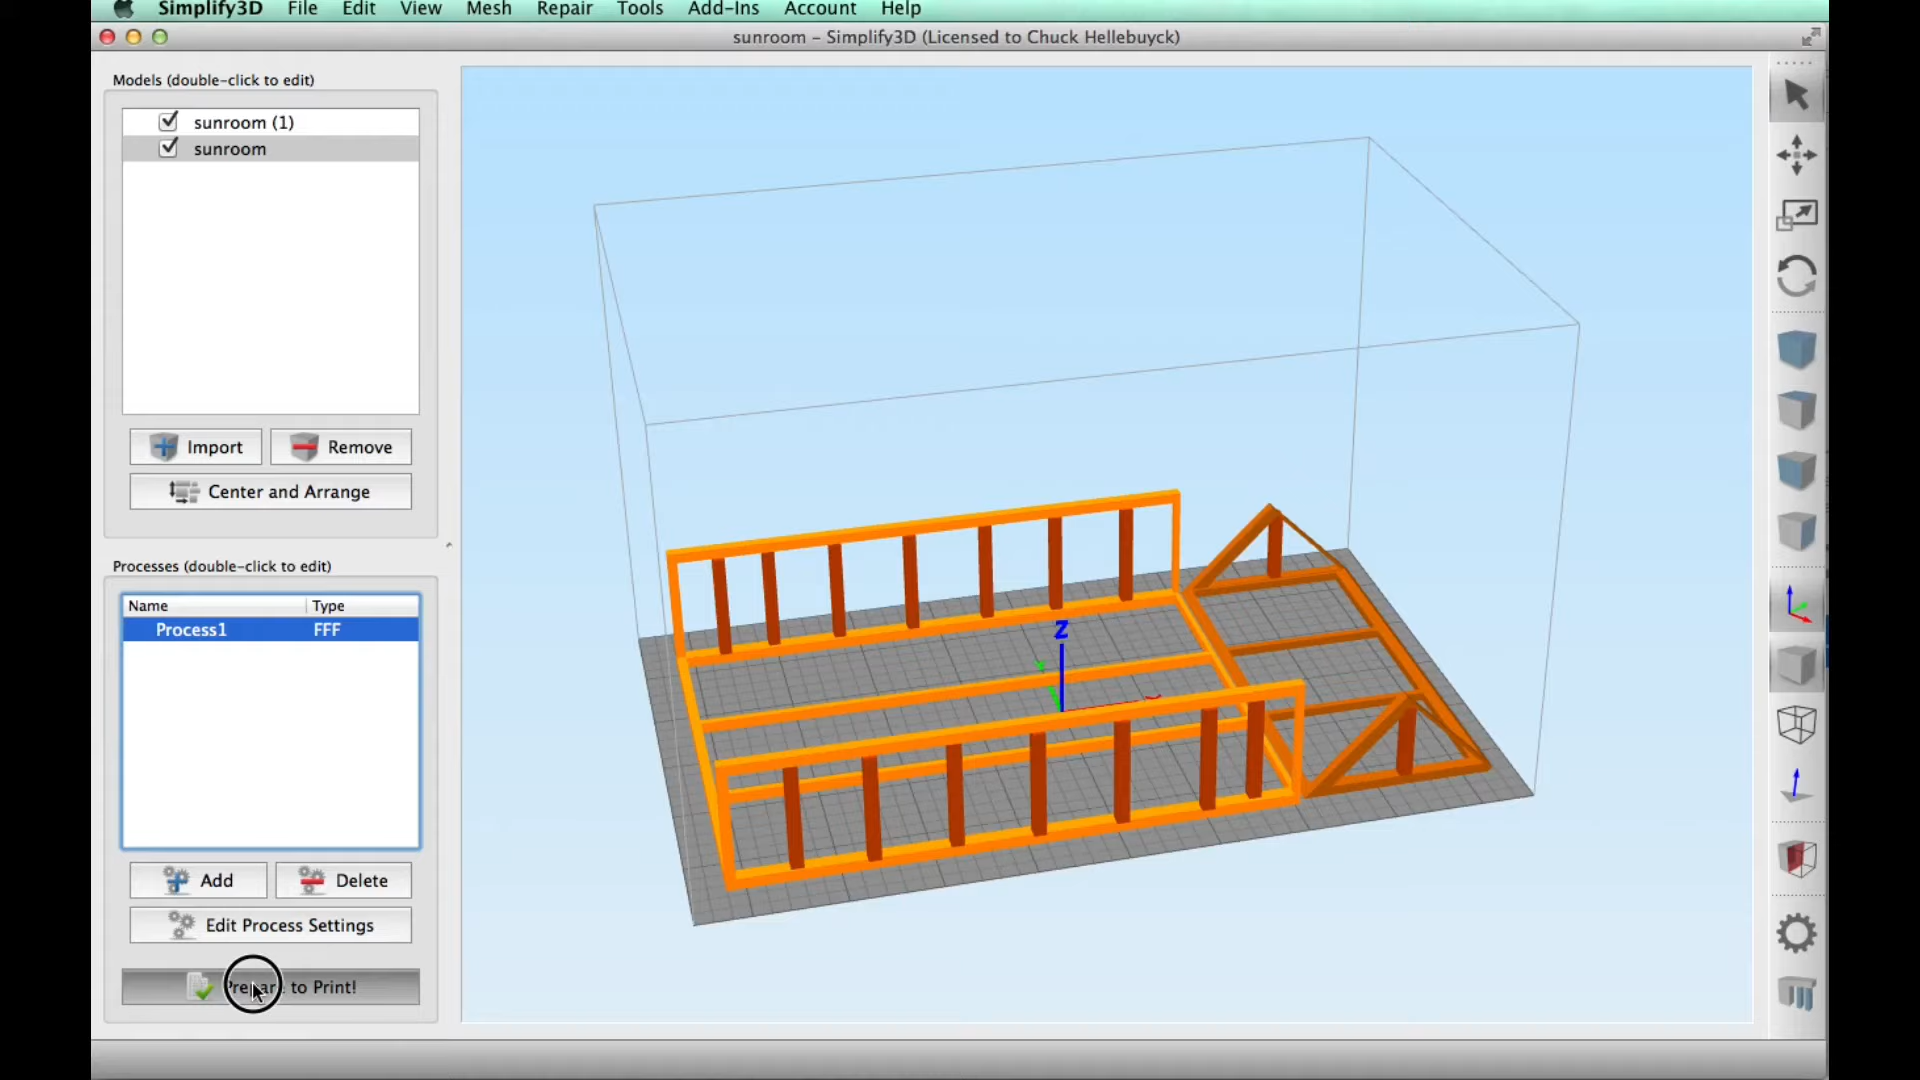 Simplify3D File Edit View Mesh Repair Tools Add-Ins Account Help
sunroom – Simplify3D (Licensed to Chuck Hellebuyck)
Models (double-click to edit)
sunroom (1)
sunroom
Import Remove
Center and Arrange
Processes (double-click to edit)
Name Type
Process1 FFF
Add Delete
Edit Process Settings
Prepare to Print!
Z